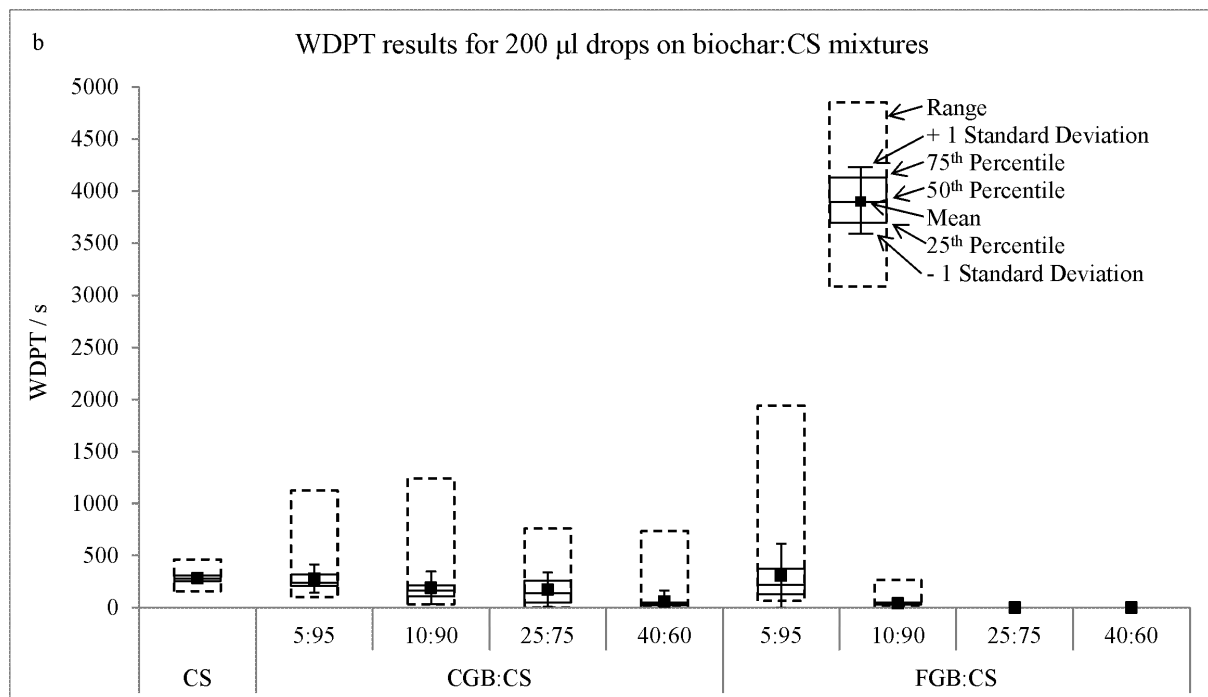 b
WDPT results for 200 µl drops on biochar:CS mixtures
5000
4500
4000
3500
3000
2500
2000
1500
1000
500
0
WDPT / s
Range
+ 1 Standard Deviation
75th Percentile
50th Percentile
Mean
25th Percentile
- 1 Standard Deviation
5:95 10:90 25:75 40:60 5:95 10:90 25:75 40:60
CS CGB:CS FGB:CS